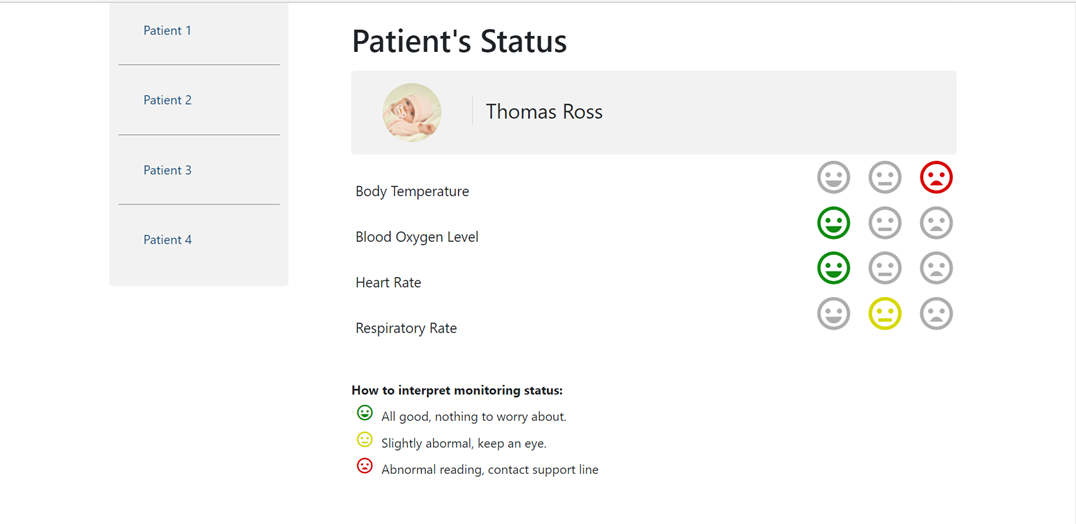 Patient 1
Patient 2
Patient 3
Patient 4
Patient's Status
Thomas Ross
Body Temperature
Blood Oxygen Level
Heart Rate
Respiratory Rate
How to interpret monitoring status:
All good, nothing to worry about.
Slightly abormal, keep an eye.
Abnormal reading, contact support line